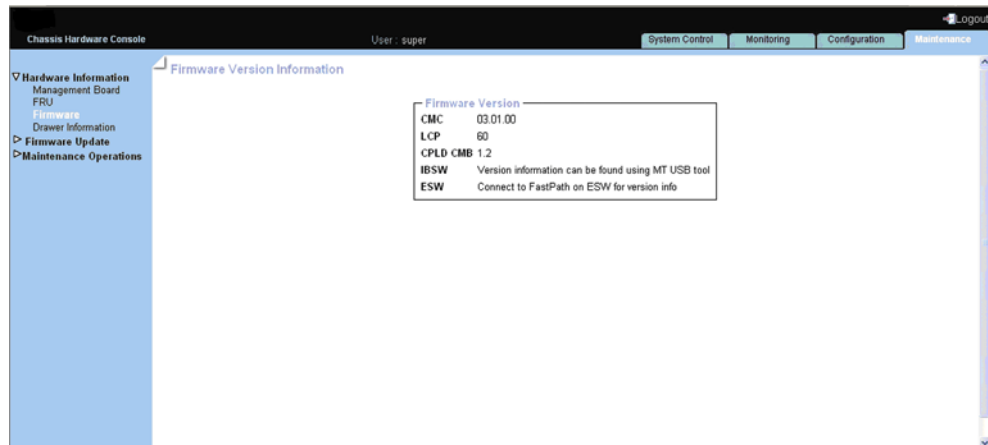 Logout
Chassis Hardware Console
User : super
System Control
Monitoring
Configuration
Maintenance
Hardware Information
Management Board
FRU
Firmware
Drawer Information
Firmware Update
Maintenance Operations
Firmware Version Information
Firmware Version
CMC 03.01.00
LCP 60
CPLD CMB 1.2
IBSW Version information can be found using MT USB tool
ESW Connect to FastPath on ESW for version info